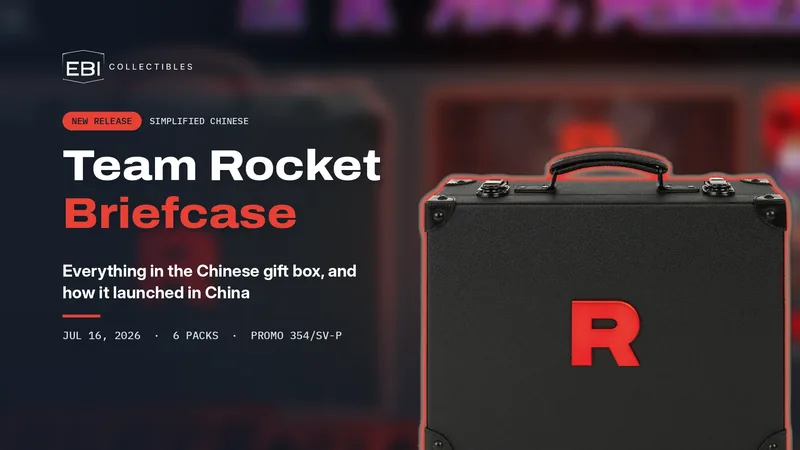 EBI COLLECTIBLES
NEW RELEASE SIMPLIFIED CHINESE
Team Rocket
Briefcase
Everything in the Chinese gift box, and
how it launched in China
JUL 16, 2026 · 6 PACKS · PROMO 354/SV-P
R